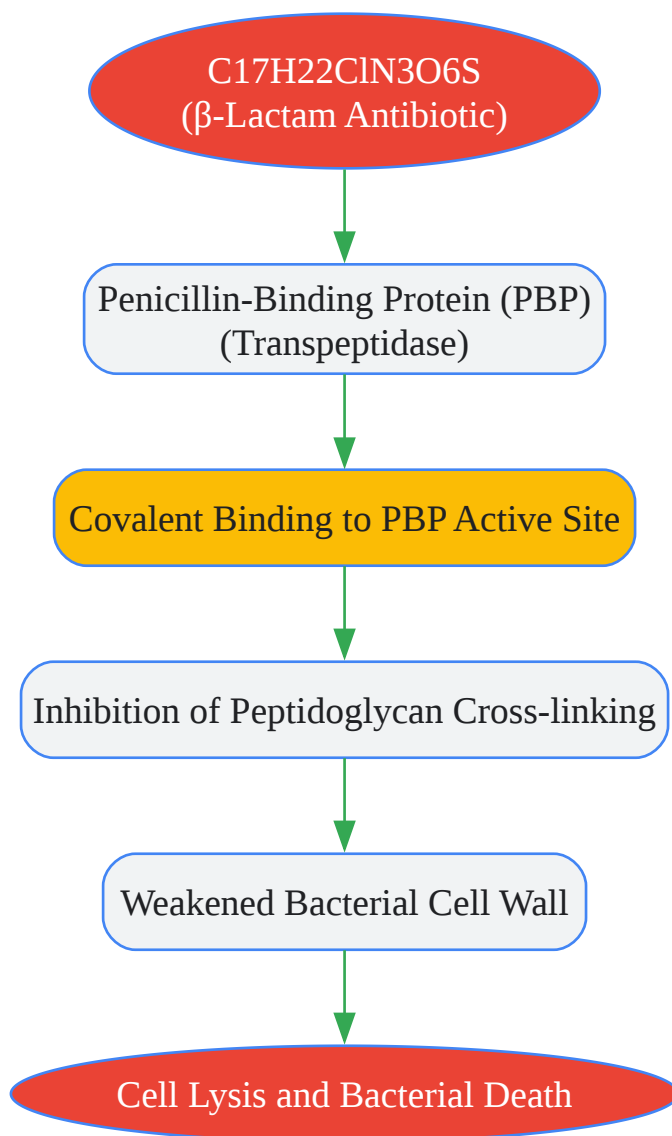 C17H22ClN3O6S
(β-Lactam Antibiotic)
Penicillin-Binding Protein (PBP)
(Transpeptidase)
Covalent Binding to PBP Active Site
Inhibition of Peptidoglycan Cross-linking
Weakened Bacterial Cell Wall
Cell Lysis and Bacterial Death